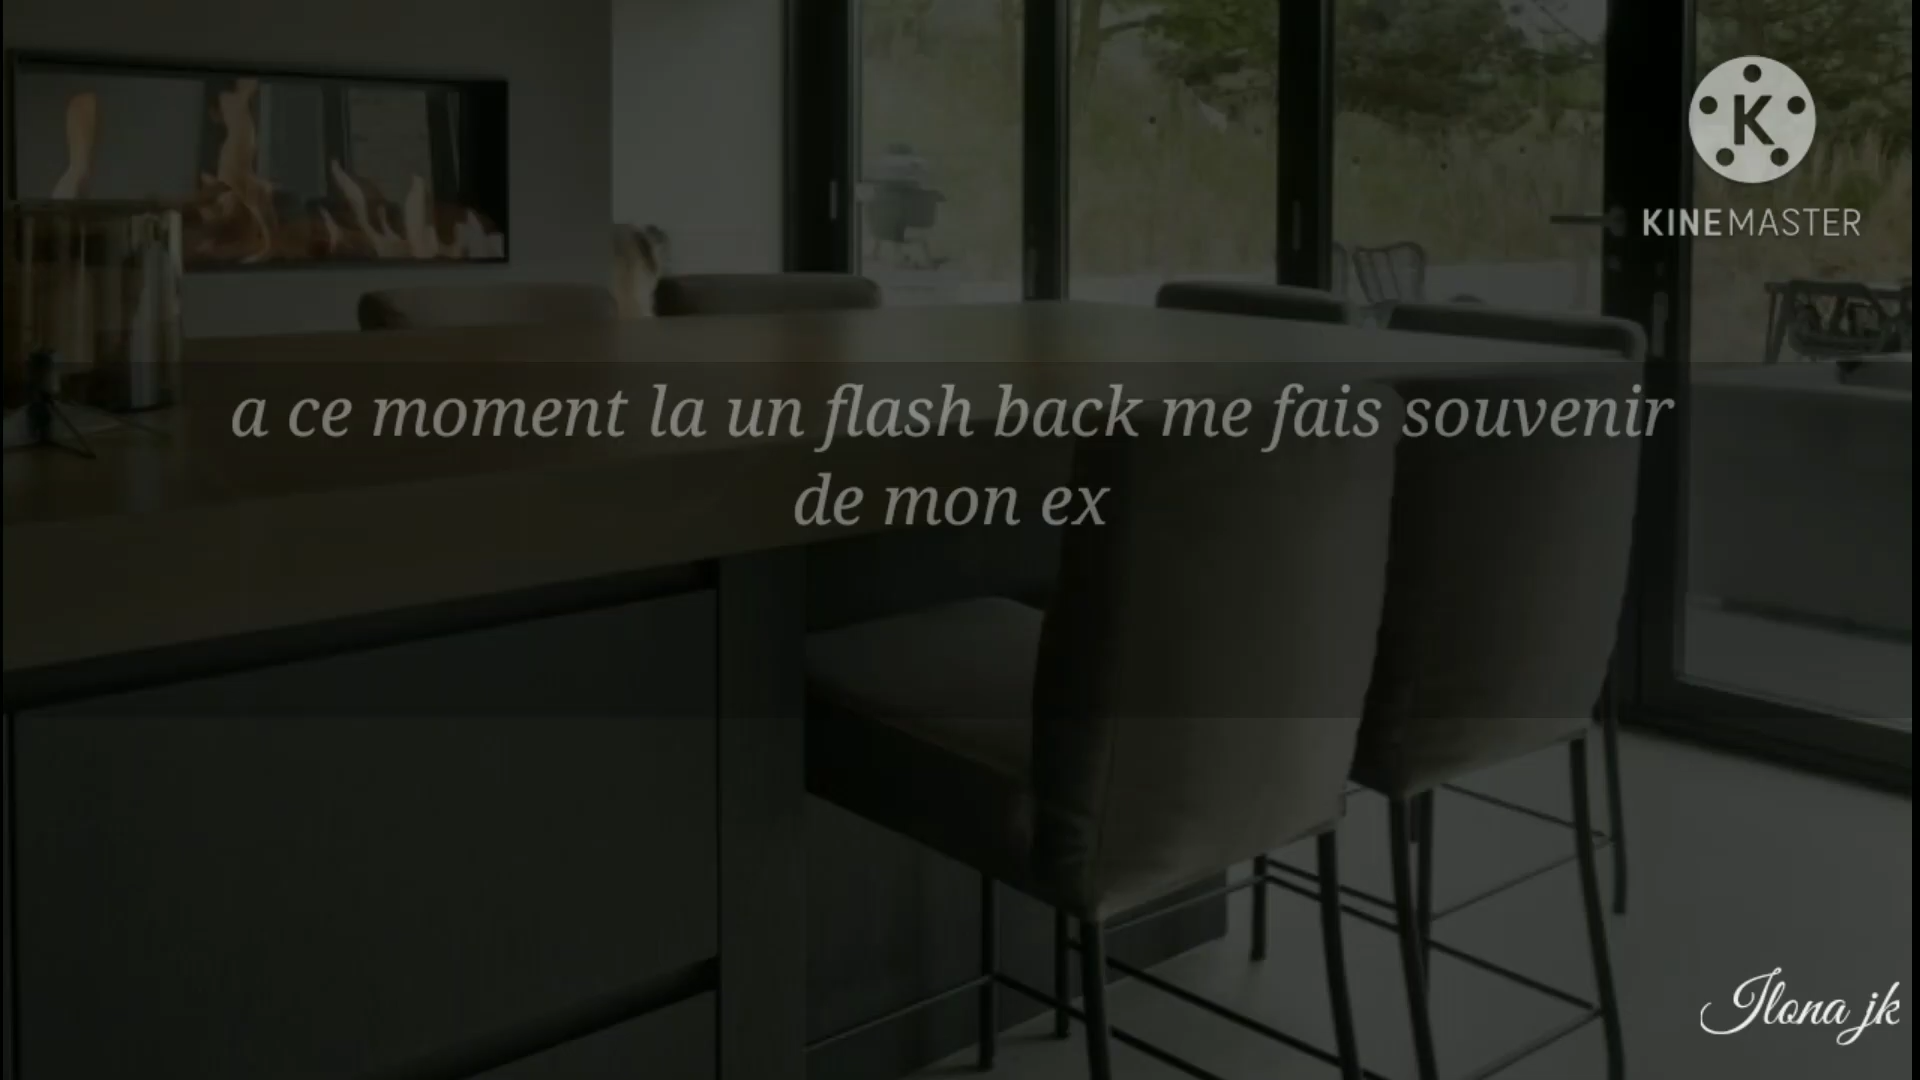 K
KINEMASTER
a ce moment la un flash back me fais souvenir
de mon ex
Ilona jk